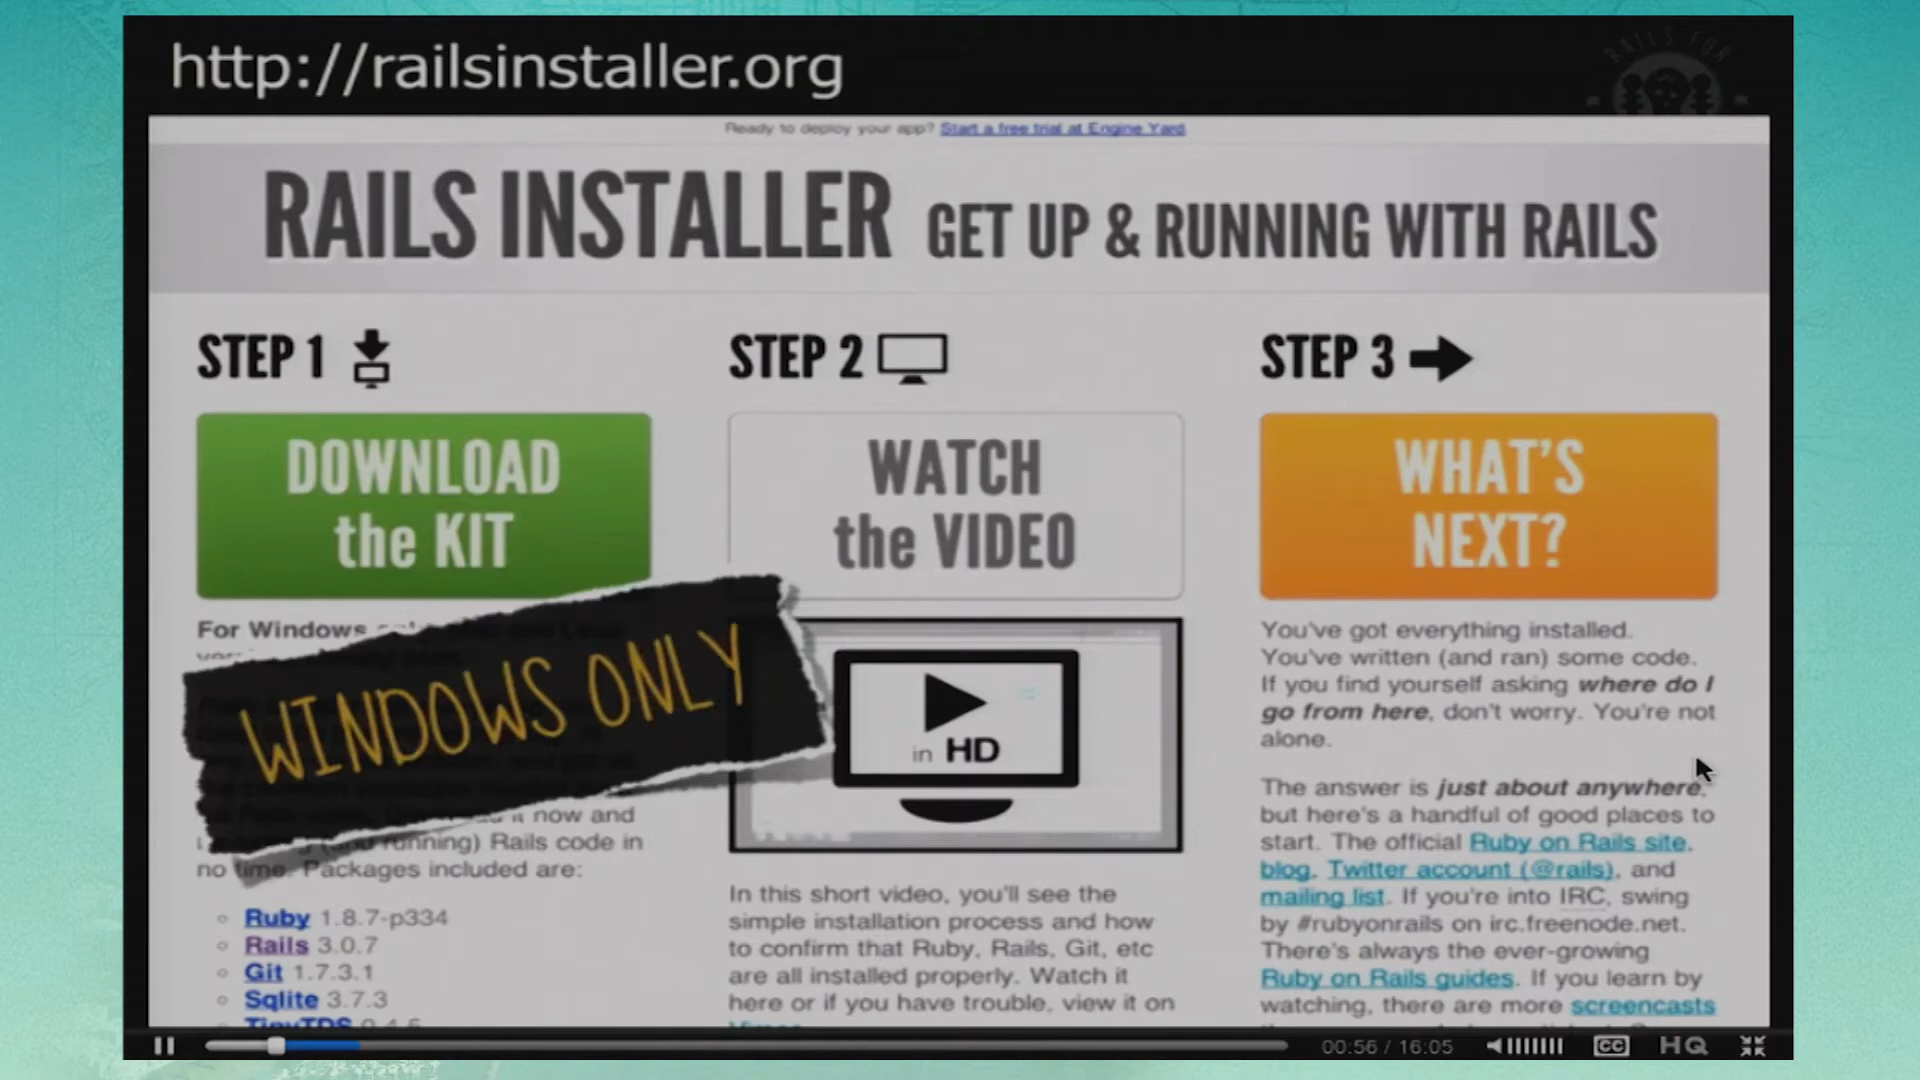 http://railsinstaller.org
RAILS FOR
Ready to deploy your app? Start a free trial at Engine Yard
RAILS INSTALLER GET UP & RUNNING WITH RAILS
STEP 1
DOWNLOAD
the KIT
For Windows
WINDOWS ONLY
it now and
(and running) Rails code in
no time. Packages included are:
Ruby 1.8.7-p334
Rails 3.0.7
Git 1.7.3.1
Sqlite 3.7.3
TinyTDS 0.4.5
STEP 2
WATCH
the VIDEO
in HD
In this short video, you'll see the
simple installation process and how
to confirm that Ruby, Rails, Git, etc
are all installed properly. Watch it
here or if you have trouble, view it on
STEP 3
WHAT'S
NEXT?
You've got everything installed.
You've written (and ran) some code.
If you find yourself asking where do I
go from here, don't worry. You're not
alone.
The answer is just about anywhere,
but here's a handful of good places to
start. The official Ruby on Rails site,
blog, Twitter account (@rails), and
mailing list. If you're into IRC, swing
by #rubyonrails on irc.freenode.net.
There's always the ever-growing
Ruby on Rails guides. If you learn by
watching, there are more screencasts
00:56 / 16:05
CC
HQ